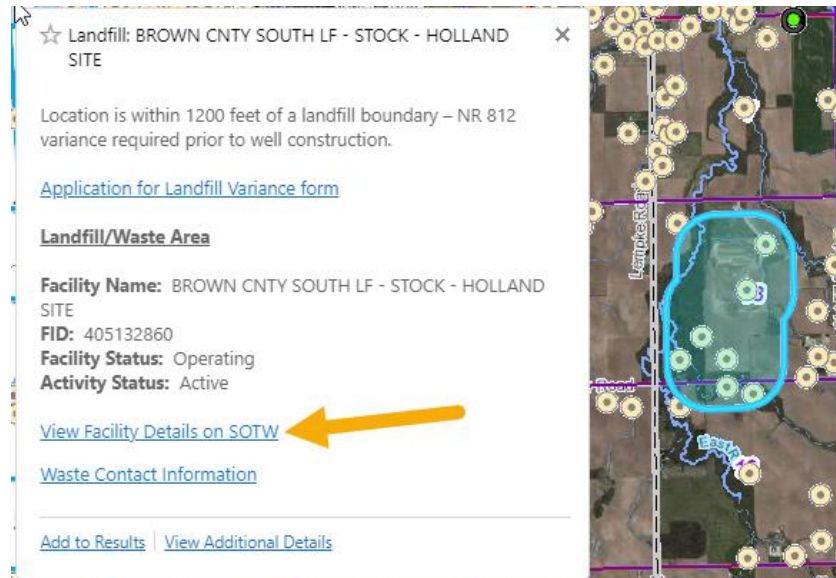 Landfill: BROWN CNTY SOUTH LF - STOCK - HOLLAND
SITE
Location is within 1200 feet of a landfill boundary – NR 812
variance required prior to well construction.
Application for Landfill Variance form
Landfill/Waste Area
Facility Name: BROWN CNTY SOUTH LF - STOCK - HOLLAND
SITE
FID: 405132860
Facility Status: Operating
Activity Status: Active
View Facility Details on SOTW
Waste Contact Information
Add to Results
View Additional Details
Lempke Road
Road